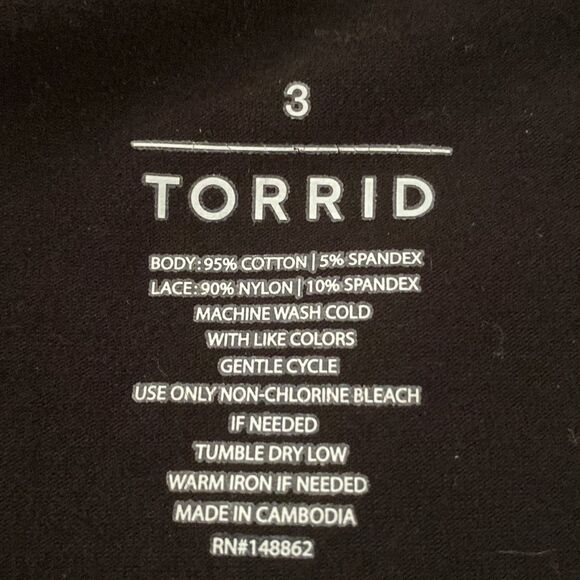 3
TORRID
BODY: 95% COTTON | 5% SPANDEX
LACE: 90% NYLON | 10% SPANDEX
MACHINE WASH COLD
WITH LIKE COLORS
GENTLE CYCLE
USE ONLY NON-CHLORINE BLEACH
IF NEEDED
TUMBLE DRY LOW
WARM IRON IF NEEDED
MADE IN CAMBODIA
RN#148862